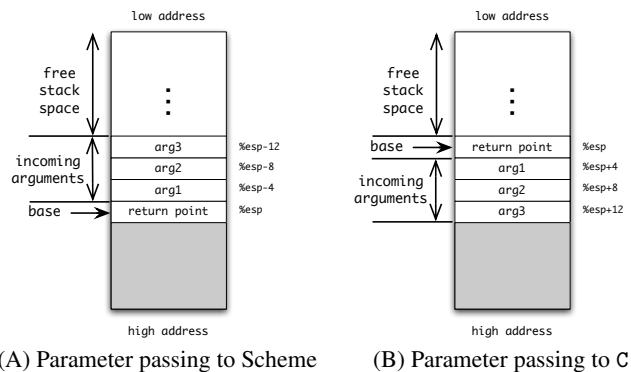 low address
free
stack
space
arg3 %esp-12
incoming
arguments
arg2 %esp-8
arg1 %esp-4
base return point %esp
high address
(A) Parameter passing to Scheme
low address
free
stack
space
base return point %esp
arg1 %esp+4
incoming
arguments
arg2 %esp+8
arg3 %esp+12
high address
(B) Parameter passing to C